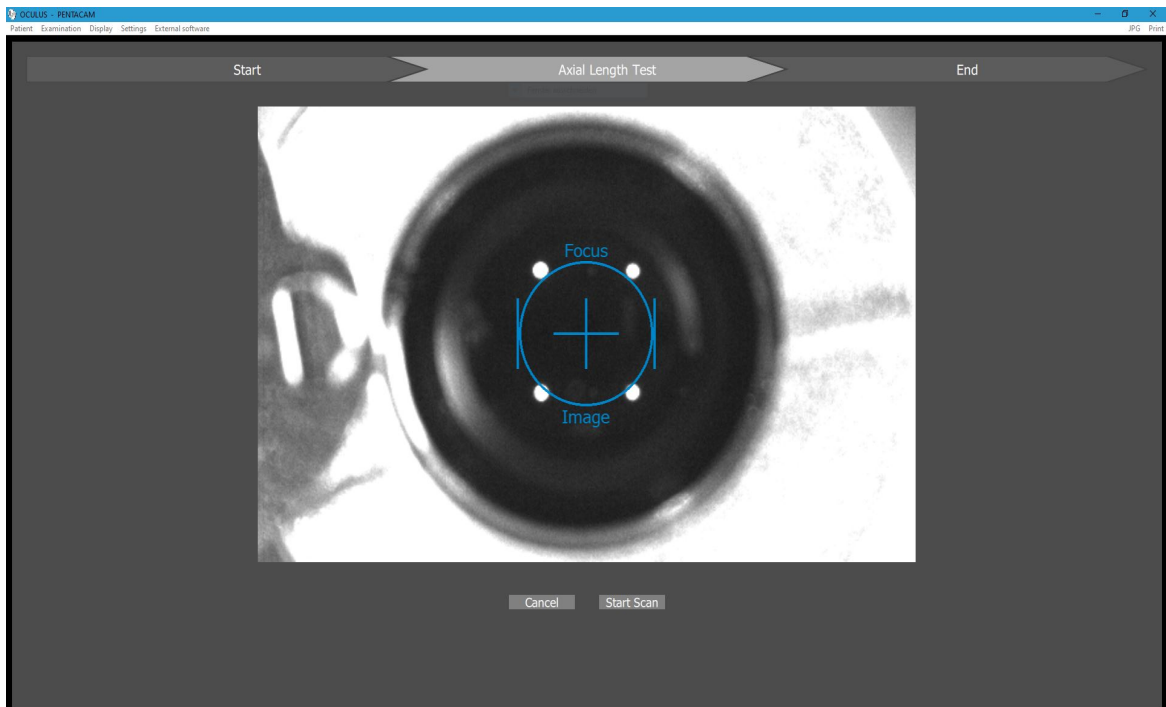 OCULUS - PENTACAM
Patient Examination Display Settings External software JPG Print
Start Axial Length Test End
Focus
Image
Cancel Start Scan